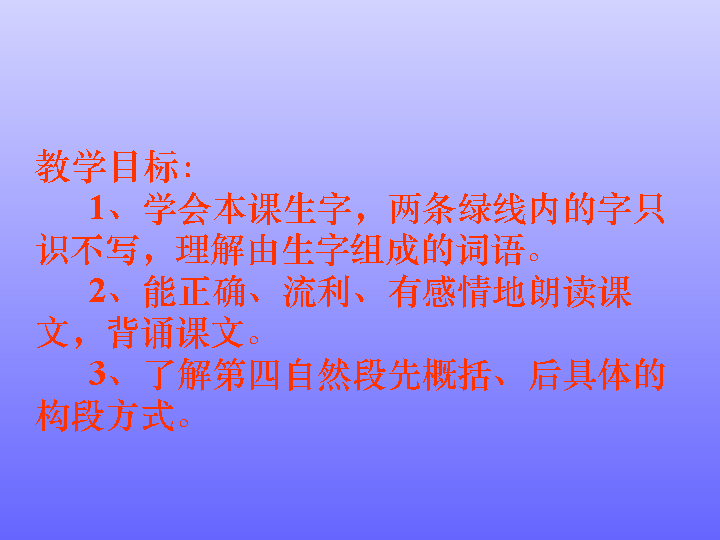 教学目标：
1、学会本课生字，两条绿线内的字只
识不写，理解由生字组成的词语。
2、能正确、流利、有感情地朗读课
文，背诵课文。
3、了解第四自然段先概括、后具体的
构段方式。